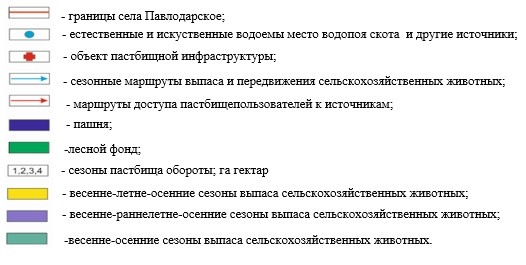 - границы села Павлодарское;
- естественные и искуственные водоемы место водопоя скота и другие источники;
- объект пастбищной инфраструктуры;
- сезонные маршруты выпаса и передвижения сельскохозяйственных животных;
- маршруты доступа пастбищепользователей к источникам;
- пашня;
-лесной фонд;
1,2,3,4 - сезоны пастбища обороты; га гектар
- весенне-летне-осенние сезоны выпаса сельскохозяйственных животных;
- весенне-раннелетне-осенние сезоны выпаса сельскохозяйственных животных;
-весенне-осенние сезоны выпаса сельскохозяйственных животных.